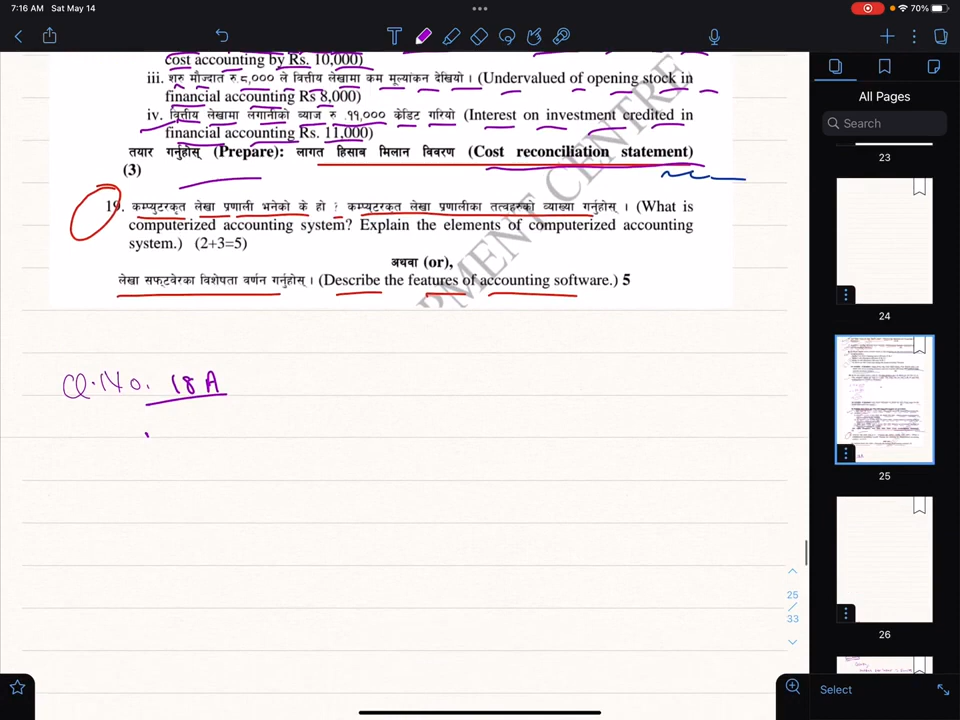 7:16 AM Sat May 14
70%
cost accounting by Rs. 10,000)
iii. शुरु मौज्दात रु ८,००० ले वित्तीय लेखामा कम मूल्यांकन देखियो । (Undervalued of opening stock in
financial accounting Rs 8,000)
iv. वित्तीय लेखामा लगानीको व्याज रु ११,००० क्रेडिट गरियो (Interest on investment credited in
financial accounting Rs. 11,000)
तयार गर्नुहोस् (Prepare): लागत हिसाब मिलान विवरण (Cost reconciliation statement)
(3)
19. कम्प्युटरकृत लेखा प्रणाली भनेको के हो ? कम्प्युटरकृत लेखा प्रणालीका तत्वहरुको व्याख्या गर्नुहोस् । (What is
computerized accounting system? Explain the elements of computerized accounting
system.) (2+3=5)
अथवा (or),
लेखा सफ्टवेरका विशेषता वर्णन गर्नुहोस् । (Describe the features of accounting software.) 5
Q.No. 18A
All Pages
Search
23
24
25
26
25
/
33
Select